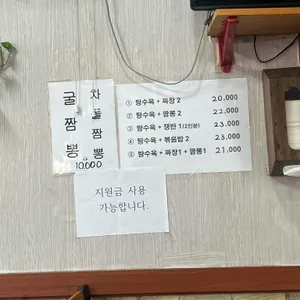 굴짬뽕
차돌짬뽕
10,000
① 탕수육 + 짜장 2 20,000
② 탕수육 + 짬뽕 2 22,000
③ 탕수육 + 쟁반 1(2인분) 23,000
④ 탕수육 + 볶음밥 2 23,000
⑤ 탕수육 + 짜장1 + 짬뽕1 21,000
지원금 사용
가능합니다.